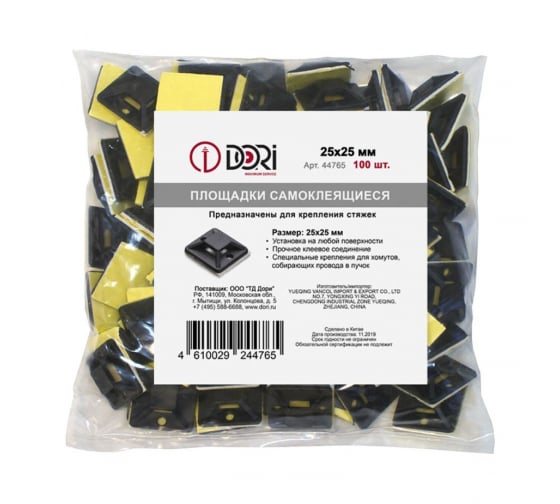 DORi
MAXIMUM SERVICE
25x25 мм
Арт. 44765 100 шт.
ПЛОЩАДКИ САМОКЛЕЯЩИЕСЯ
Предназначены для крепления стяжек
Размер: 25x25 мм
• Установка на любой поверхности
• Прочное клеевое соединение
• Специальные крепления для хомутов,
собирающих провода в пучок
Поставщик: ООО "ТД Дори"
РФ, 141009, Московская обл.,
г. Мытищи, ул. Колонцова, д. 5
+7 (495) 588-6688, www.dori.ru
Изготовитель/импортер:
YUEQING VANCOL IMPORT & EXPORT CO., LTD
NO.7, YONGXING YI ROAD,
CHENGDONG INDUSTRIAL ZONE YUEQING,
ZHEJIANG, CHINA
Сделано в Китае
Дата производства: 11.2019
Срок годности не ограничен
Обязательной сертификации не подлежит
4 610029 244765